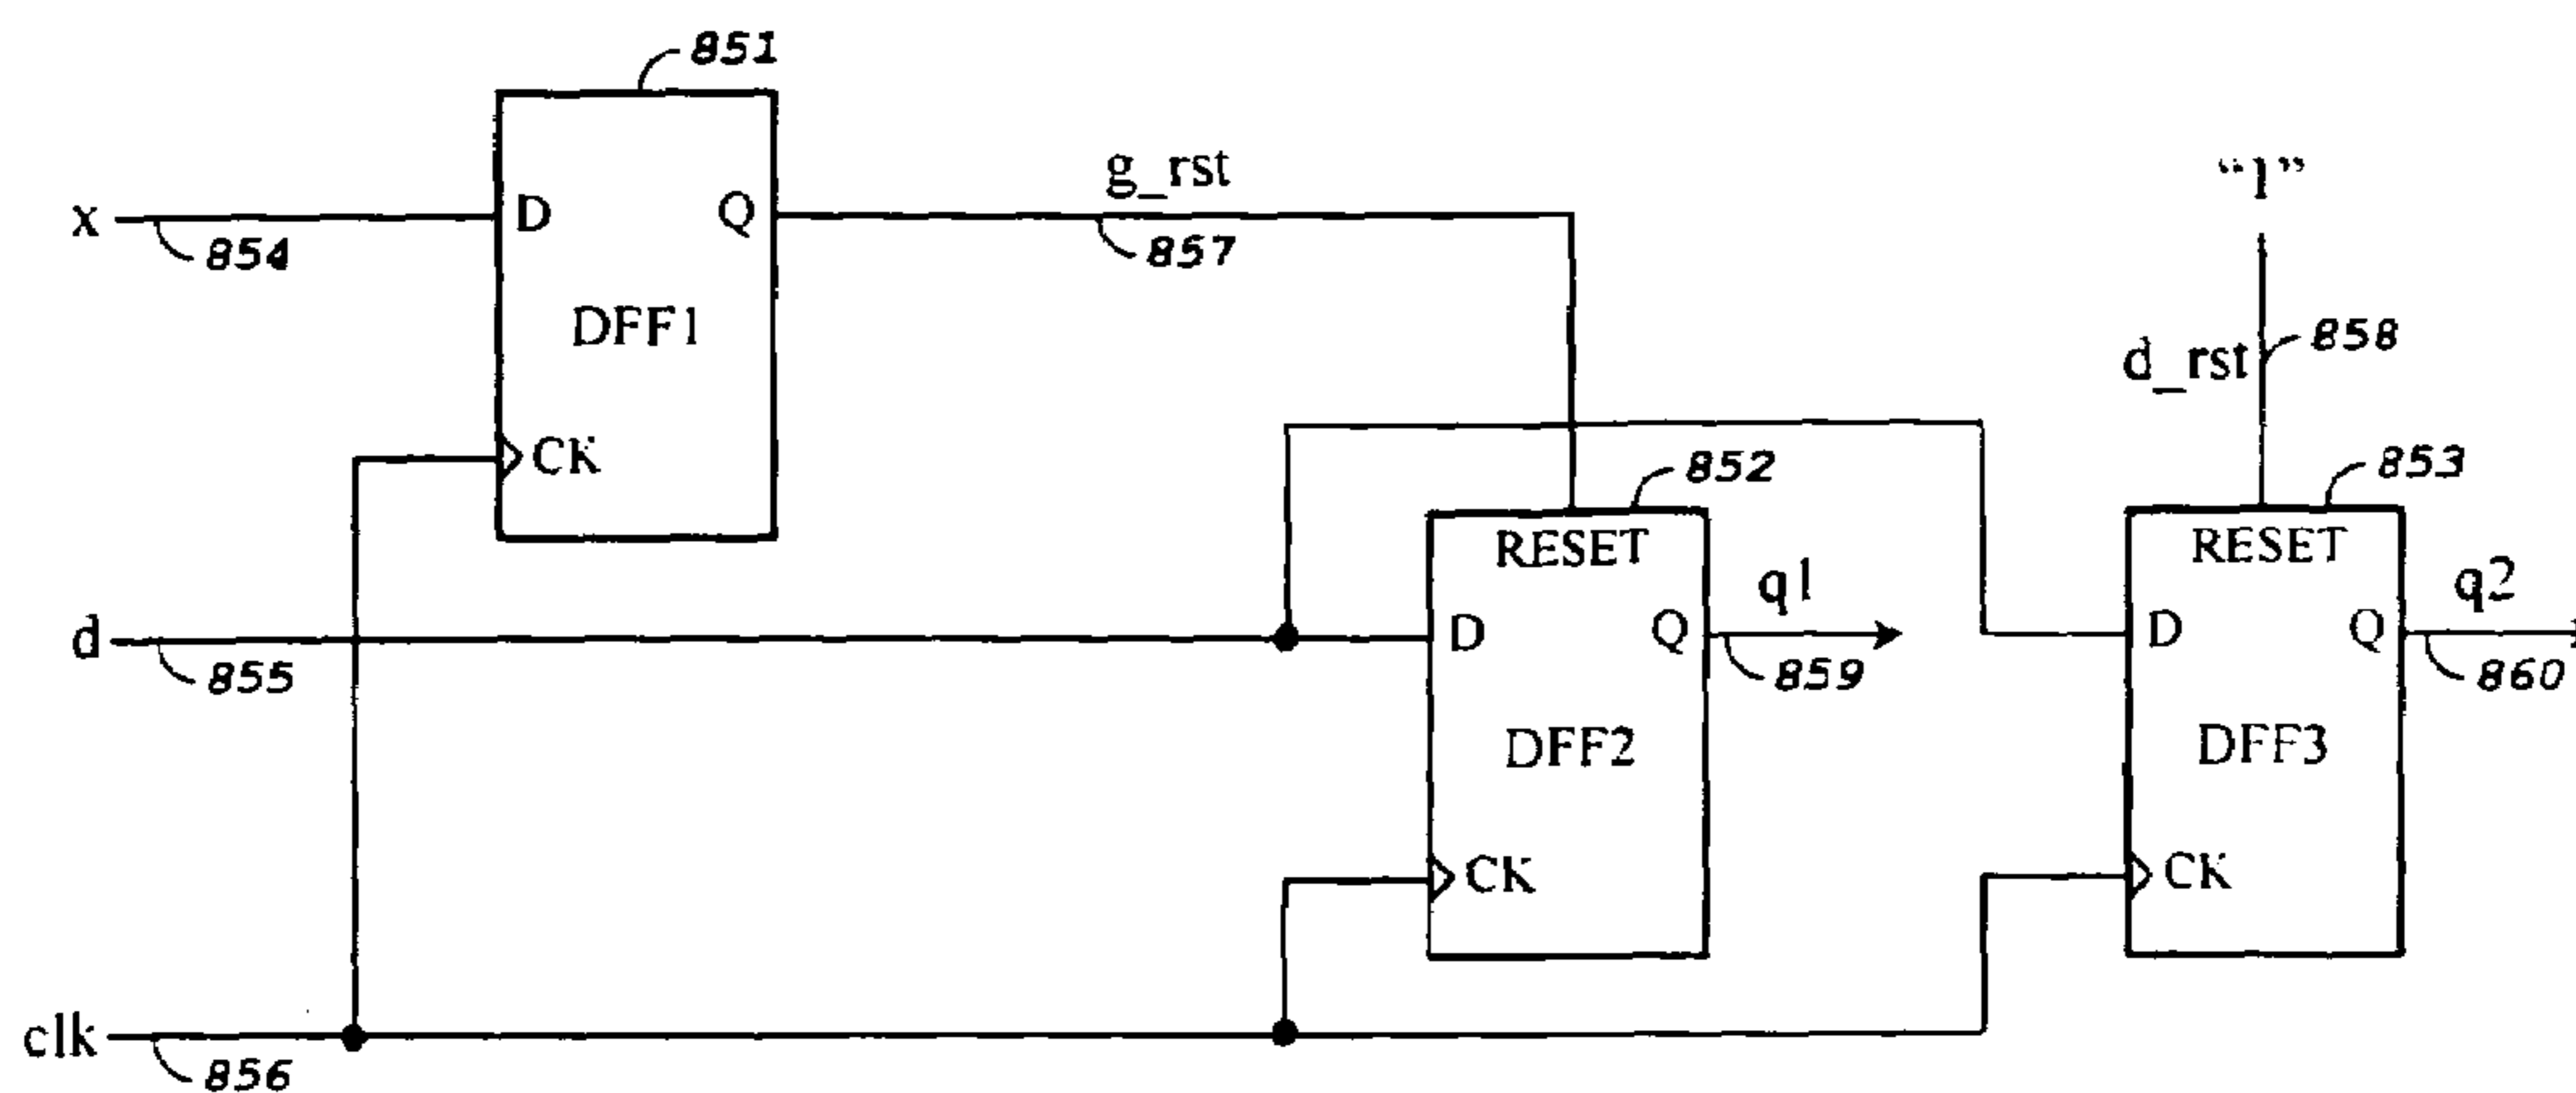 851
g_rst
"1"
x
854
D
Q
857
DFF1
d_rst
858
CK
852
853
RESET
RESET
q1
q2
d
855
D
Q
859
D
Q
860
DFF2
DFF3
CK
CK
clk
856